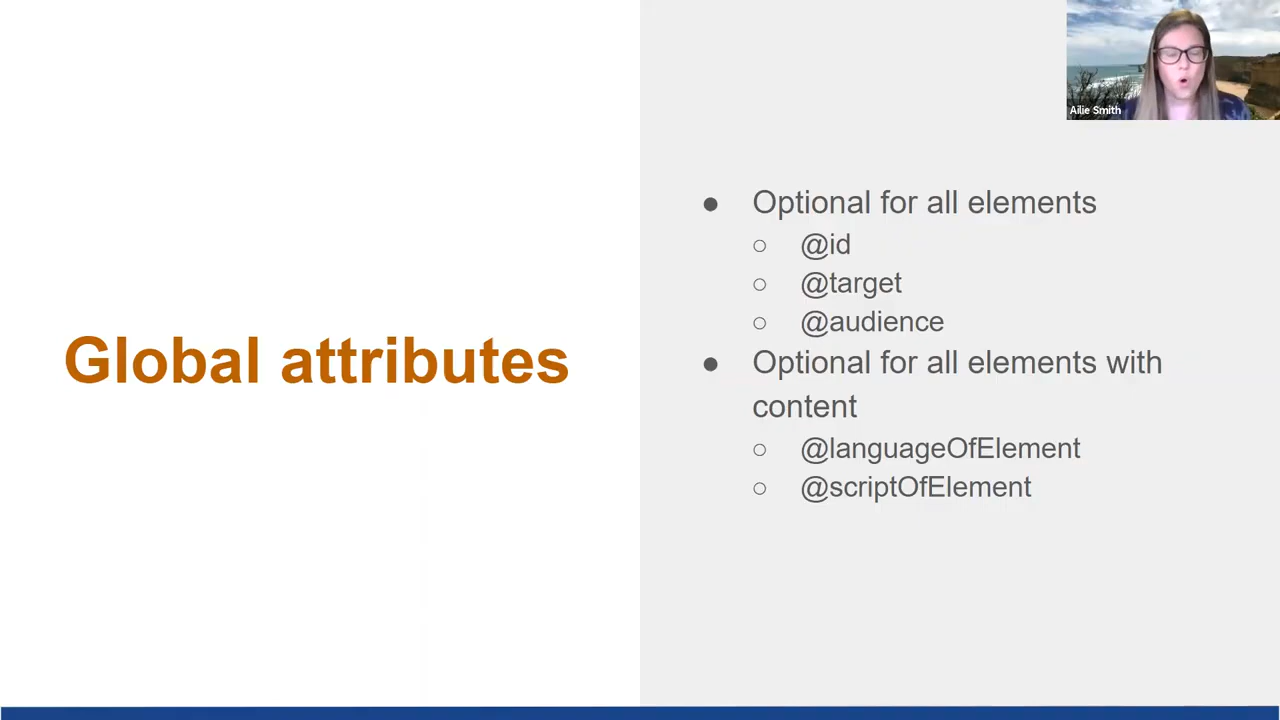 Ailie Smith
Global attributes
● Optional for all elements
○ @id
○ @target
○ @audience
● Optional for all elements with
content
○ @languageOfElement
○ @scriptOfElement